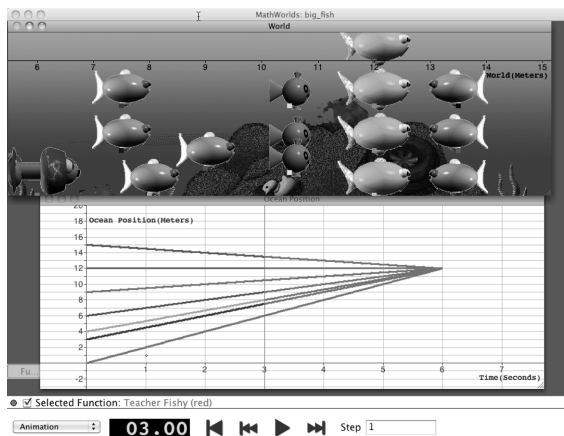 MathWorlds: big_fish
World
6 7 8 9 10 11 12 13 14 15
World(Meters)
Ocean Position
20
18 Ocean Position(Meters)
16
14
12
10
8
6
4
2
1 2 3 4 5 6 7
Fu...
-2
Time(Seconds)
Selected Function: Teacher Fishy (red)
Animation 03.00 Step 1